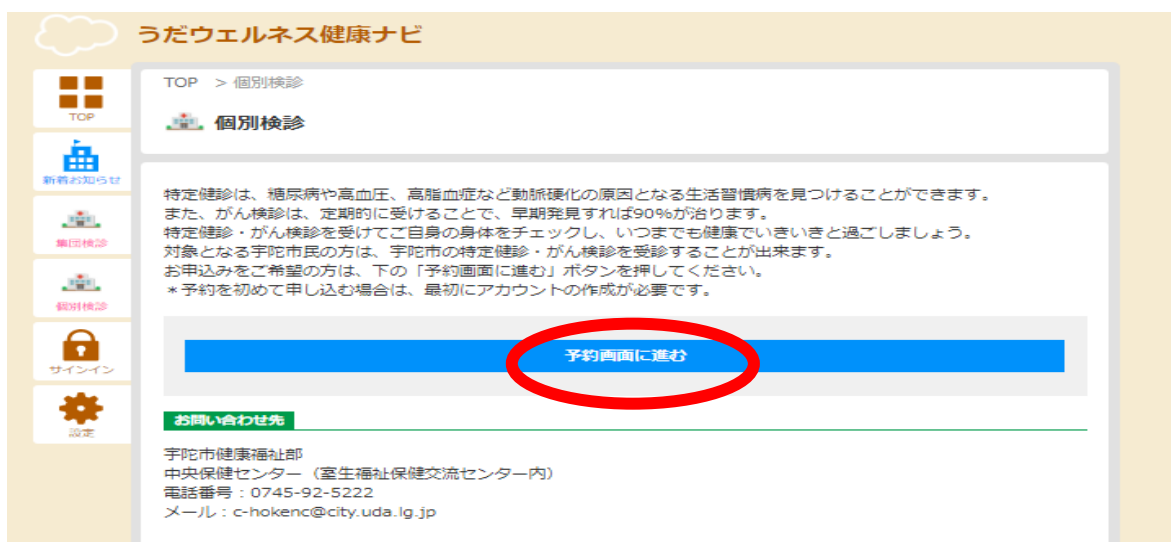 うだウェルネス健康ナビ
TOP
新着お知らせ
集団検診
個別検診
サインイン
設定
TOP > 個別検診
個別検診
特定健診は、糖尿病や高血圧、高脂血症など動脈硬化の原因となる生活習慣病を見つけることができます。
また、がん検診は、定期的に受けることで、早期発見すれば90%が治ります。
特定健診・がん検診を受けてご自身の身体をチェックし、いつまでも健康でいきいきと過ごしましょう。
対象となる宇陀市民の方は、宇陀市の特定健診・がん検診を受診することが出来ます。
お申込みをご希望の方は、下の「予約画面に進む」ボタンを押してください。
*予約を初めて申し込む場合は、最初にアカウントの作成が必要です。
予約画面に進む
お問い合わせ先
宇陀市健康福祉部
中央保健センター（室生福祉保健交流センター内）
電話番号：0745-92-5222
メール：c-hokenc@city.uda.lg.jp